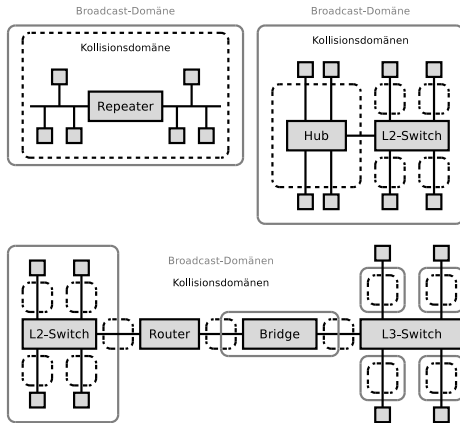 Broadcast-Domäne
Kollisionsdomäne
Repeater
Broadcast-Domäne
Kollisionsdomänen
Hub
L2-Switch
Broadcast-Domänen
Kollisionsdomänen
L2-Switch
Router
Bridge
L3-Switch